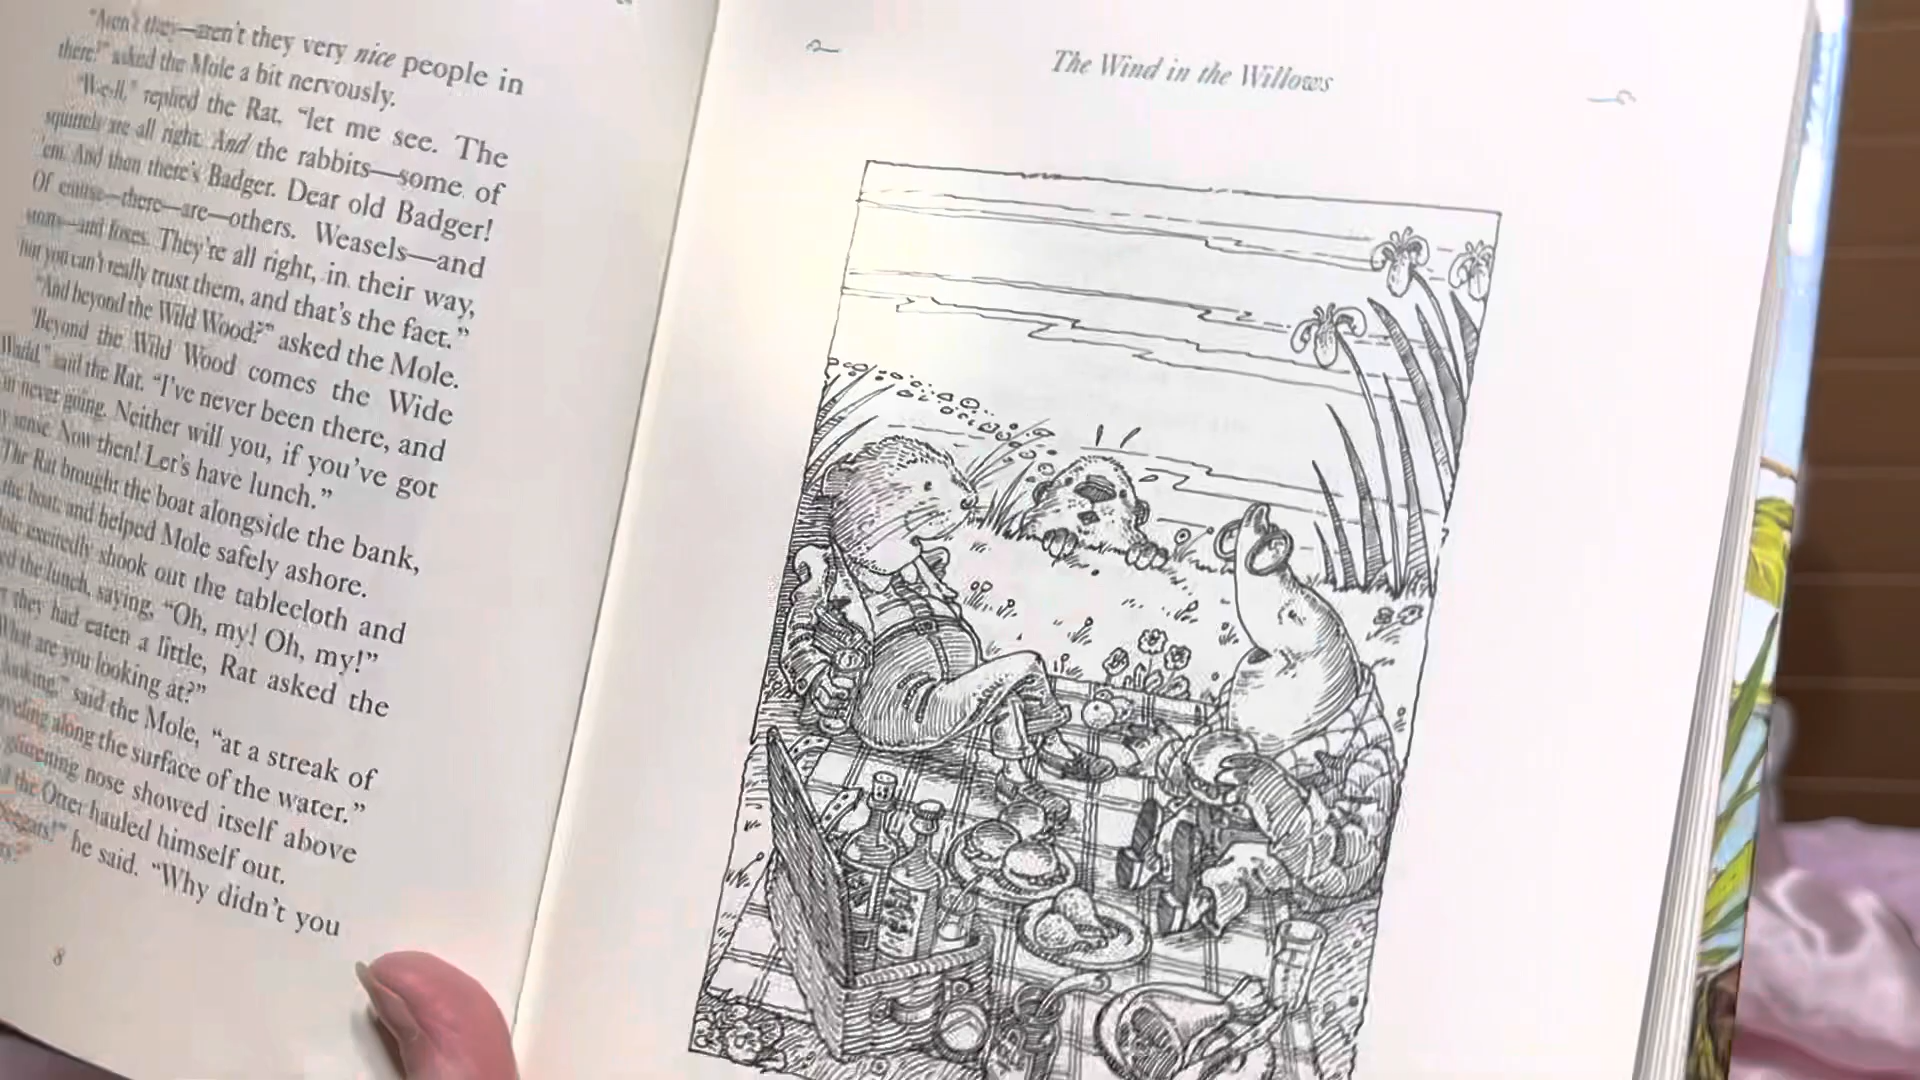 "Aren't they—aren't they very nice people in
there?" asked the Mole a bit nervously.
"We-ll," replied the Rat, "let me see. The
squirrels are all right. And the rabbits—some of
'em. And then there's Badger. Dear old Badger!
Of course—there—are—others. Weasels—and
stoats—and foxes. They're all right, in their way,
but you can't really trust them, and that's the fact."
"And beyond the Wild Wood?" asked the Mole.
"Beyond the Wild Wood comes the Wide
World," said the Rat. "I've never been there, and
never going. Neither will you, if you've got
sense. Now then! Let's have lunch."
The Rat brought the boat alongside the bank,
the boat, and helped Mole safely ashore.
excitedly shook out the tablecloth and
the lunch, saying, "Oh, my! Oh, my!"
they had eaten a little, Rat asked the
What are you looking at?"
looking," said the Mole, "at a streak of
along the surface of the water."
glistening nose showed itself above
the Otter hauled himself out.
he said. "Why didn't you
8
The Wind in the Willows